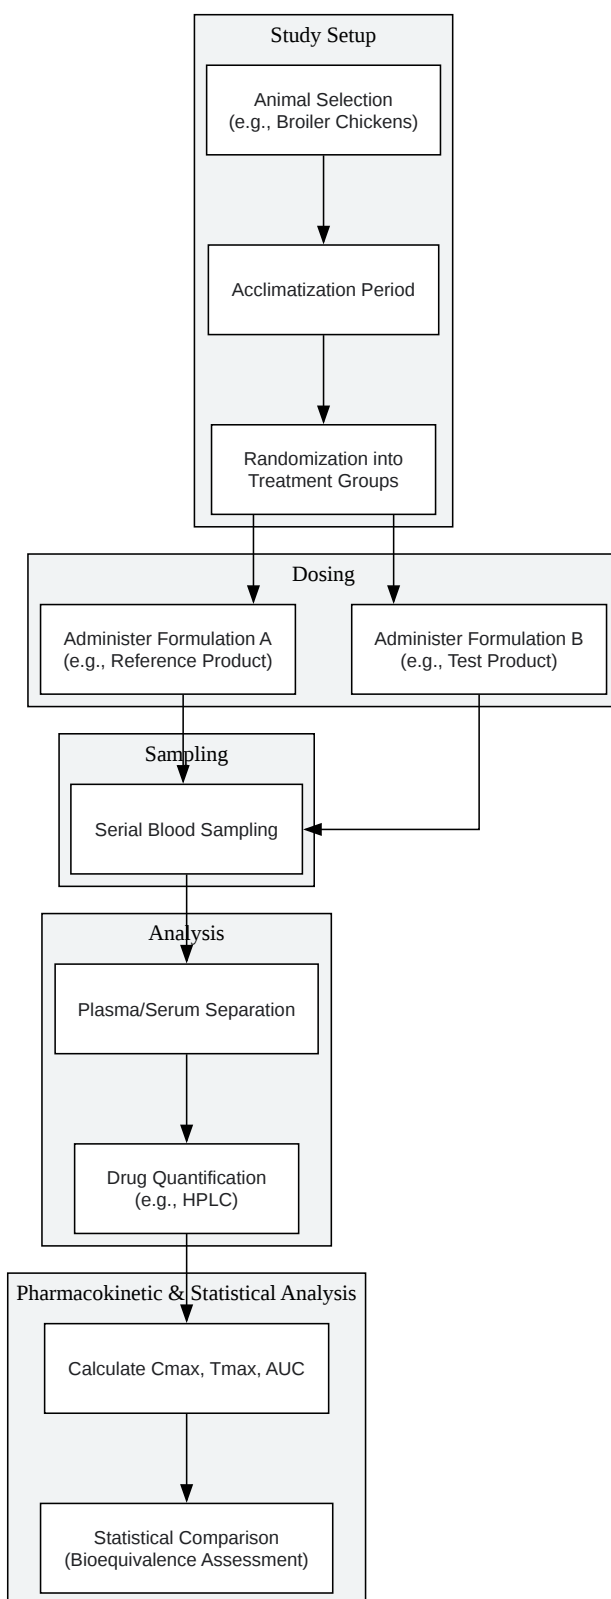 Study Setup
Animal Selection
(e.g., Broiler Chickens)
Acclimatization Period
Randomization into
Treatment Groups
Dosing
Administer Formulation A
(e.g., Reference Product)
Administer Formulation B
(e.g., Test Product)
Sampling
Serial Blood Sampling
Analysis
Plasma/Serum Separation
Drug Quantification
(e.g., HPLC)
Pharmacokinetic & Statistical Analysis
Calculate Cmax, Tmax, AUC
Statistical Comparison
(Bioequivalence Assessment)